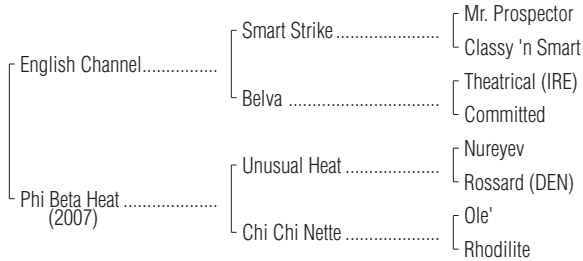 Mr. Prospector
Smart Strike ..................
Classy 'n Smart
English Channel................
Theatrical (IRE)
Belva ...................................
Committed
Nureyev
Unusual Heat ......................
Rossard (DEN)
Phi Beta Heat ...................
(2007)
Ole'
Chi Chi Nette ......................
Rhodilite